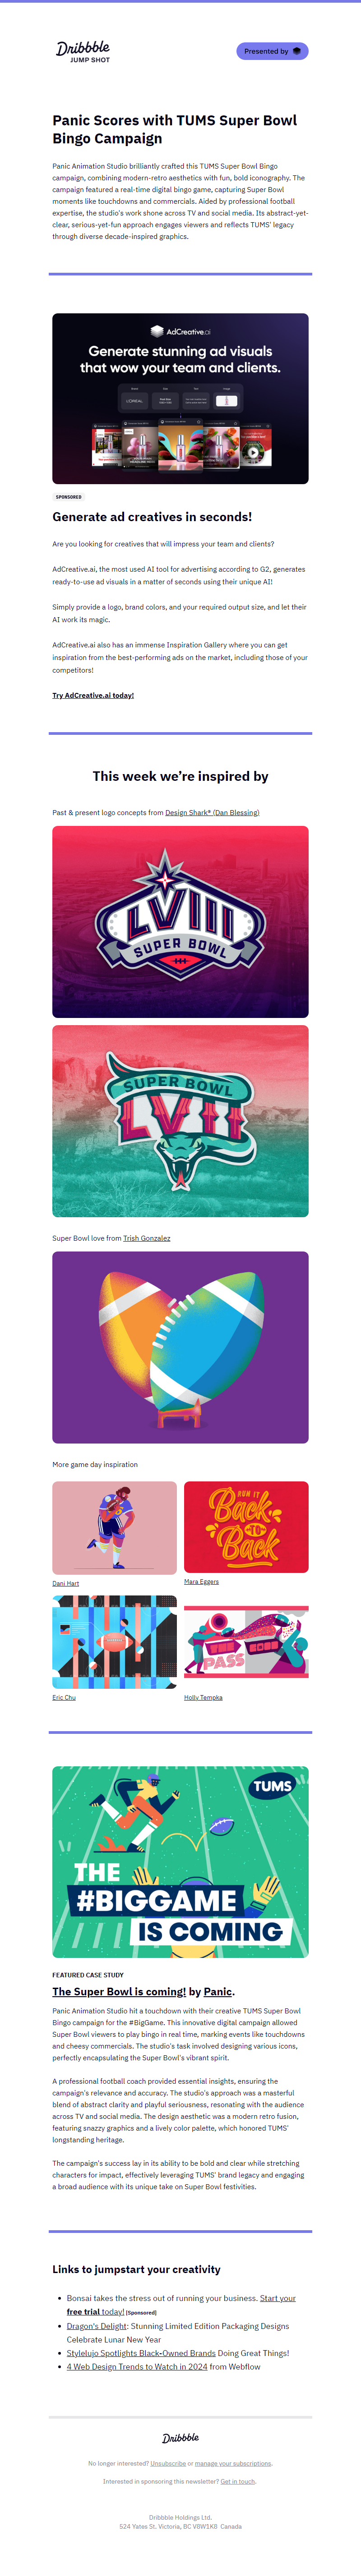 Dribbble
JUMP SHOT
Presented by
Panic Scores with TUMS Super Bowl
Bingo Campaign
Panic Animation Studio brilliantly crafted this TUMS Super Bowl Bingo
campaign, combining modern-retro aesthetics with fun, bold iconography. The
campaign featured a real-time digital bingo game, capturing Super Bowl
moments like touchdowns and commercials. Aided by professional football
expertise, the studio's work shone across TV and social media. Its abstract-yet-
clear, serious-yet-fun approach engages viewers and reflects TUMS' legacy
through diverse decade-inspired graphics.
AdCreative.ai
Generate stunning ad visuals
that wow your team and clients.
SPONSORED
Generate ad creatives in seconds!
Are you looking for creatives that will impress your team and clients?
AdCreative.ai, the most used AI tool for advertising according to G2, generates
ready-to-use ad visuals in a matter of seconds using their unique AI!
Simply provide a logo, brand colors, and your required output size, and let their
AI work its magic.
AdCreative.ai also has an immense Inspiration Gallery where you can get
inspiration from the best-performing ads on the market, including those of your
competitors!
Try AdCreative.ai today!
This week we're inspired by
Past & present logo concepts from Design Shark* (Dan Blessing)
LVIII
SUPER BOWL
SUPER BOWL
LVII
Super Bowl love from Trish Gonzalez
More game day inspiration
RUN IT
Back
TO
Back
Dani Hart
Mara Eggers
THE GOOD
PASS
Eric Chu
Holly Tempka
TUMS
THE
#BIGGAME
IS COMING
FEATURED CASE STUDY
The Super Bowl is coming! by Panic.
Panic Animation Studio hit a touchdown with their creative TUMS Super Bowl
Bingo campaign for the #BigGame. This innovative digital campaign allowed
Super Bowl viewers to play bingo in real time, marking events like touchdowns
and cheesy commercials. The studio's task involved designing various icons,
perfectly encapsulating the Super Bowl's vibrant spirit.
A professional football coach provided essential insights, ensuring the
campaign's relevance and accuracy. The studio's approach was a masterful
blend of abstract clarity and playful seriousness, resonating with the audience
across TV and social media. The design aesthetic was a modern retro fusion,
featuring snazzy graphics and a lively color palette, which honored TUMS'
longstanding heritage.
The campaign's success lay in its ability to be bold and clear while stretching
characters for impact, effectively leveraging TUMS' brand legacy and engaging
a broad audience with its unique take on Super Bowl festivities.
Links to jumpstart your creativity
• Bonsai takes the stress out of running your business. Start your
free trial today! [Sponsored]
• Dragon's Delight: Stunning Limited Edition Packaging Designs
Celebrate Lunar New Year
• Stylelujo Spotlights Black-Owned Brands Doing Great Things!
• 4 Web Design Trends to Watch in 2024 from Webflow
Dribbble
No longer interested? Unsubscribe or manage your subscriptions.
Interested in sponsoring this newsletter? Get in touch.
Dribbble Holdings Ltd.
524 Yates St. Victoria, BC V8W1K8 Canada